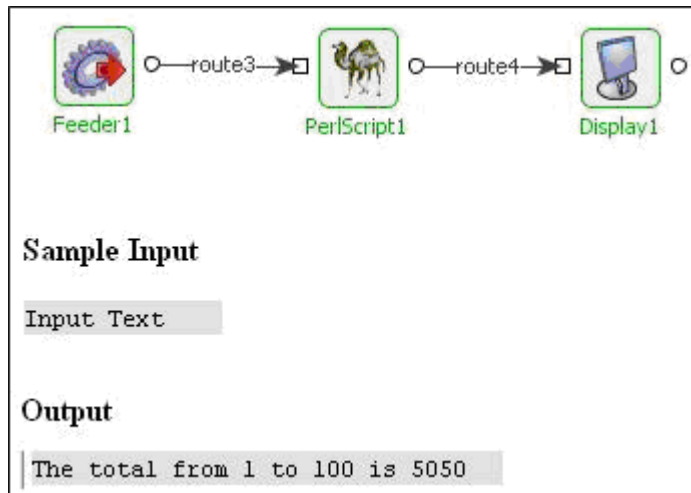 route3 route4
Feeder1 PerlScript1 Display1
Sample Input
Input Text
Output
The total from 1 to 100 is 5050